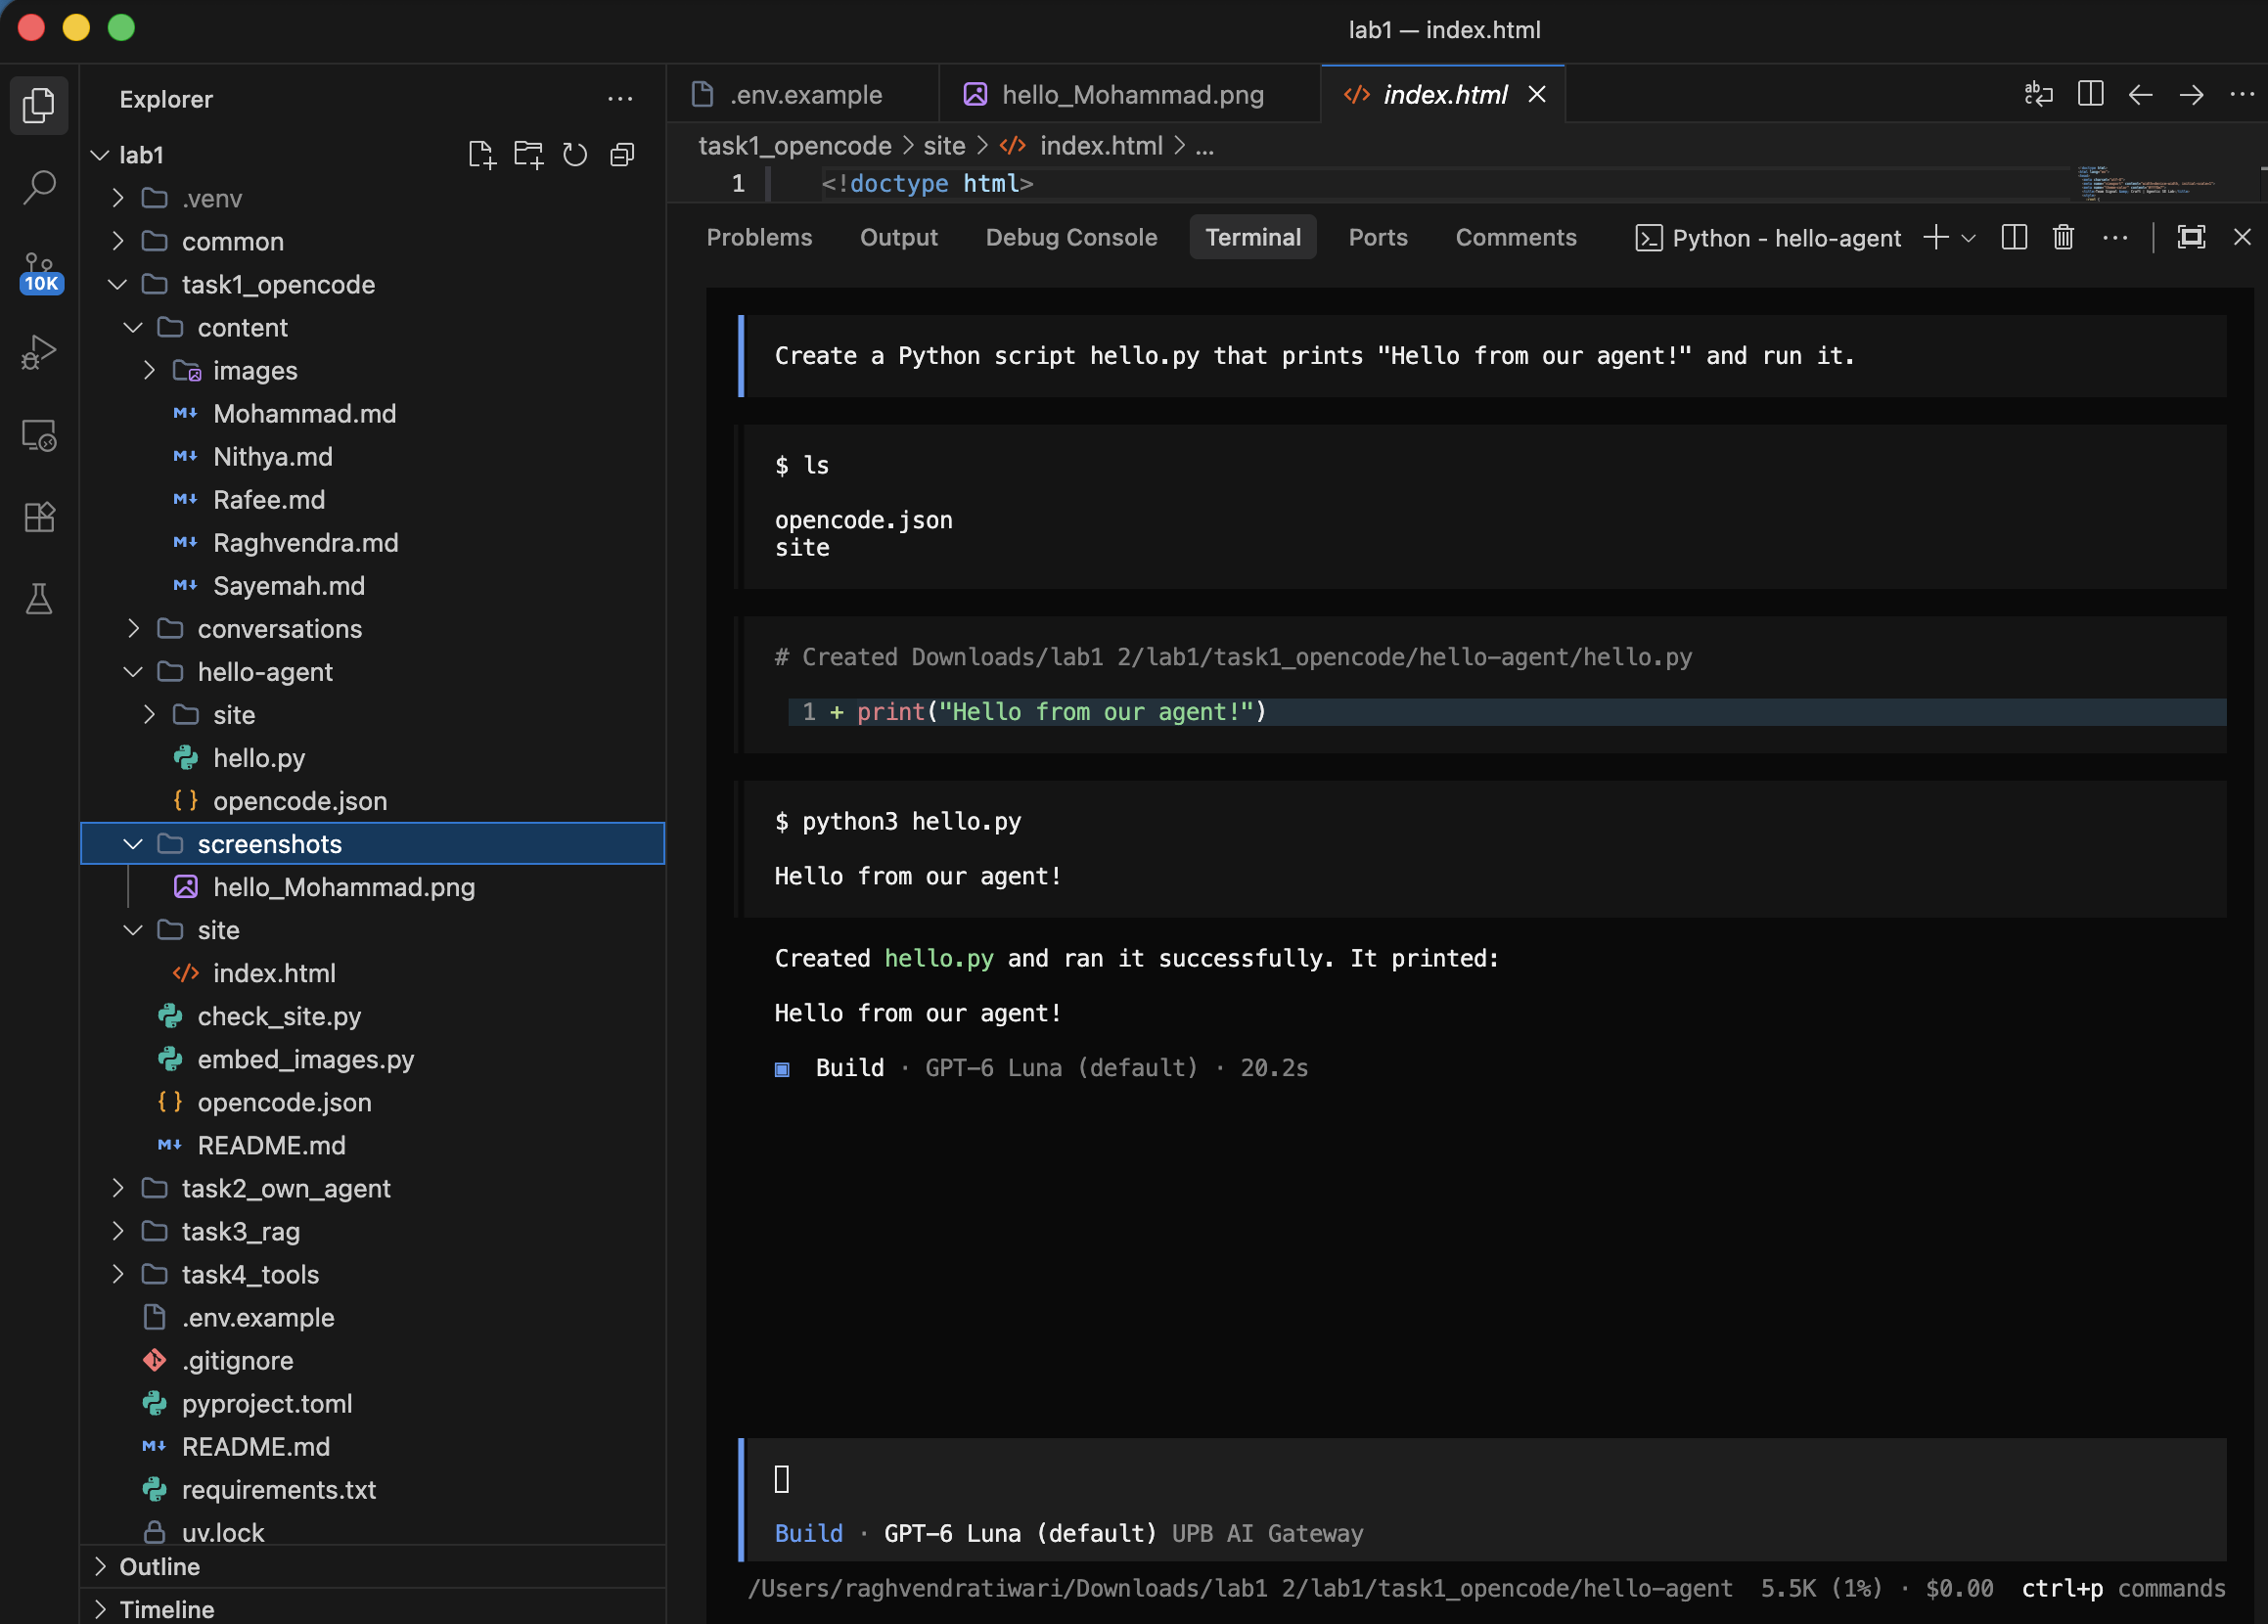 lab1 — index.html
Explorer
lab1
.venv
common
task1_opencode
content
images
Mohammad.md
Nithya.md
Rafee.md
Raghvendra.md
Sayemah.md
conversations
hello-agent
site
hello.py
opencode.json
screenshots
hello_Mohammad.png
site
index.html
check_site.py
embed_images.py
opencode.json
README.md
task2_own_agent
task3_rag
task4_tools
.env.example
.gitignore
pyproject.toml
README.md
requirements.txt
uv.lock
Outline
Timeline
10K
.env.example hello_Mohammad.png index.html
task1_opencode > site > index.html > ...
1 <!doctype html>
Problems Output Debug Console Terminal Ports Comments Python - hello-agent
Create a Python script hello.py that prints "Hello from our agent!" and run it.
$ ls
opencode.json
site
# Created Downloads/lab1 2/lab1/task1_opencode/hello-agent/hello.py
1 + print("Hello from our agent!")
$ python3 hello.py
Hello from our agent!
Created hello.py and ran it successfully. It printed:
Hello from our agent!
Build · GPT-6 Luna (default) · 20.2s
Build · GPT-6 Luna (default) UPB AI Gateway
/Users/raghvendratiwari/Downloads/lab1 2/lab1/task1_opencode/hello-agent 5.5K (1%) · $0.00 ctrl+p commands